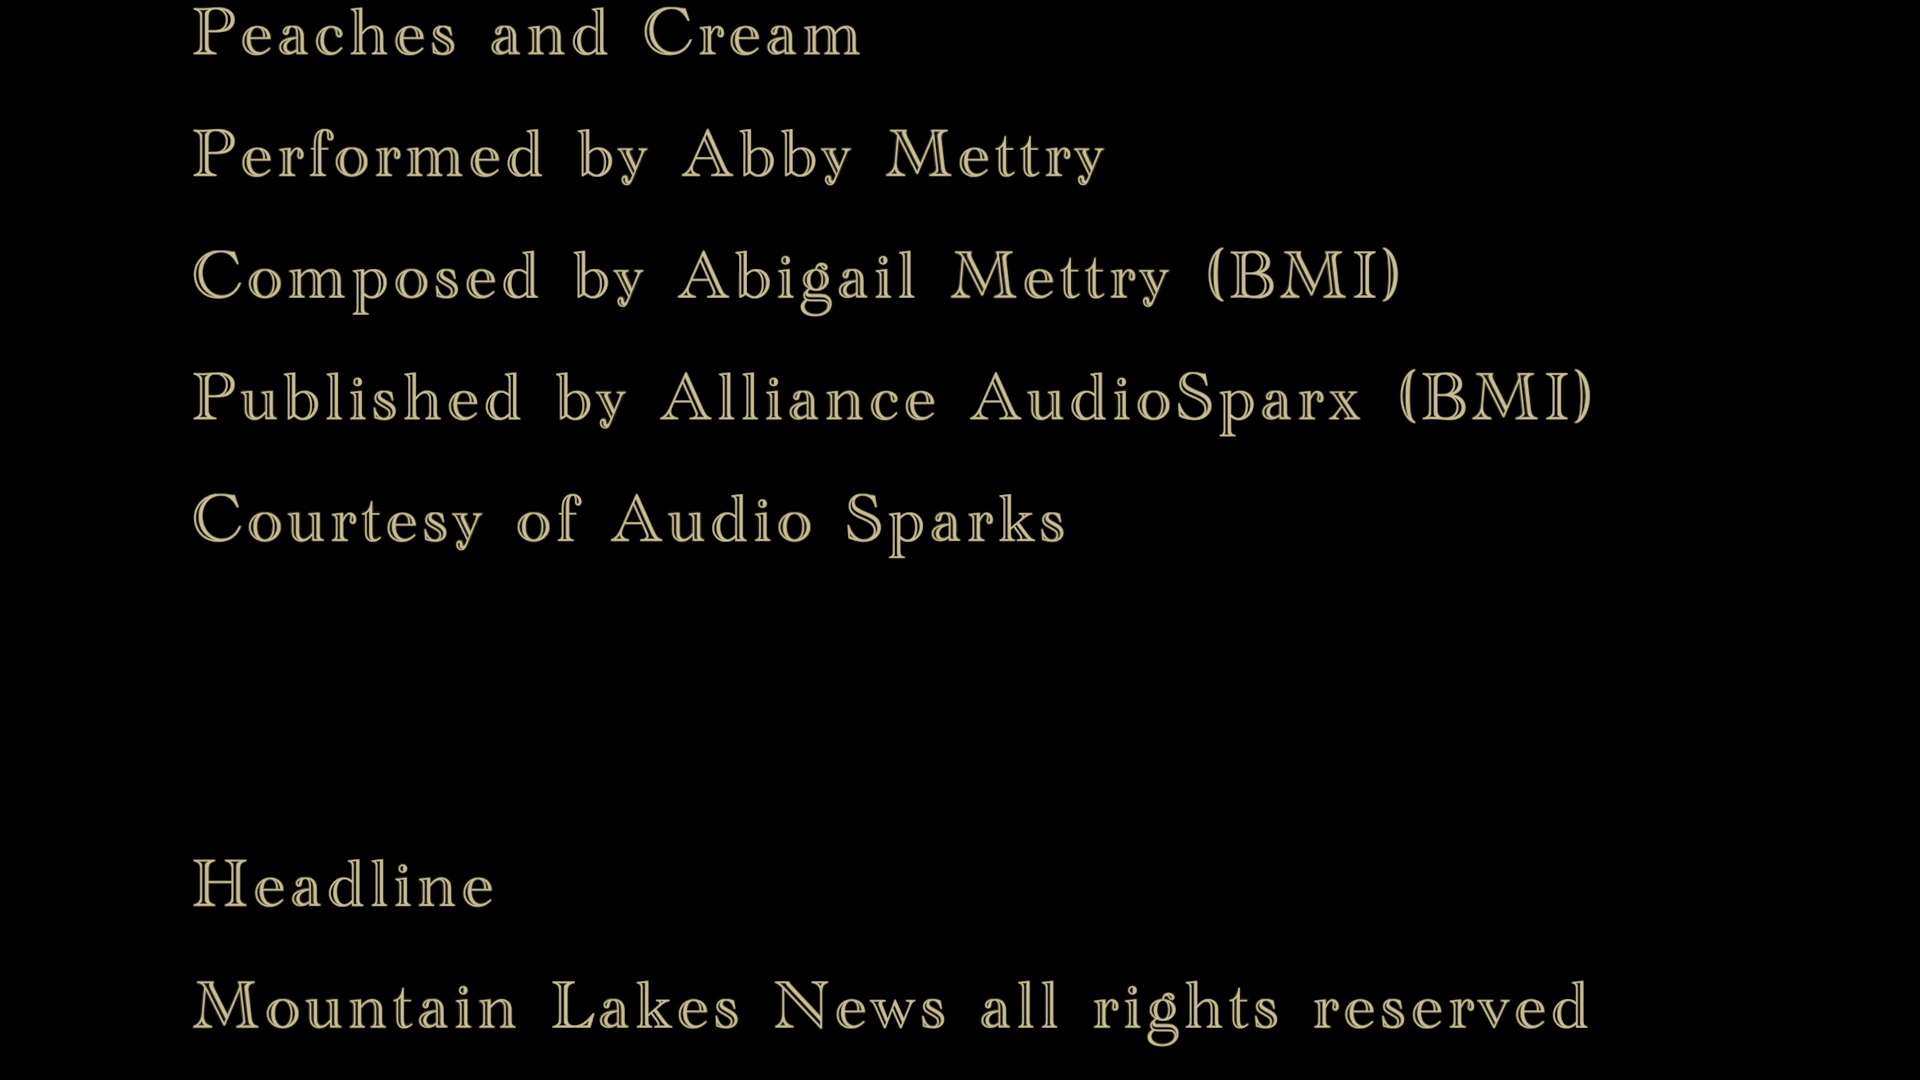 Peaches and Cream
Performed by Abby Mettry
Composed by Abigail Mettry (BMI)
Published by Alliance AudioSparx (BMI)
Courtesy of Audio Sparks
Headline
Mountain Lakes News all rights reserved